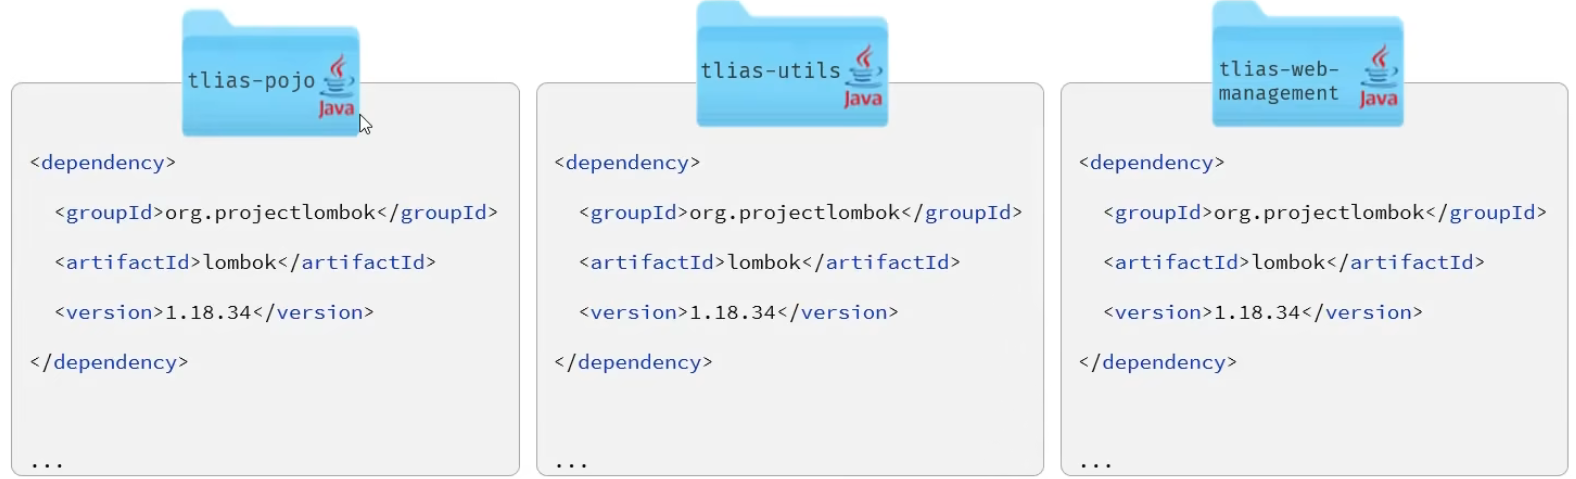 tlias-pojo
Java
<dependency>
<groupId>org.projectlombok</groupId>
<artifactId>lombok</artifactId>
<version>1.18.34</version>
</dependency>
...
tlias-utils
Java
<dependency>
<groupId>org.projectlombok</groupId>
<artifactId>lombok</artifactId>
<version>1.18.34</version>
</dependency>
...
tlias-web-
management
Java
<dependency>
<groupId>org.projectlombok</groupId>
<artifactId>lombok</artifactId>
<version>1.18.34</version>
</dependency>
...